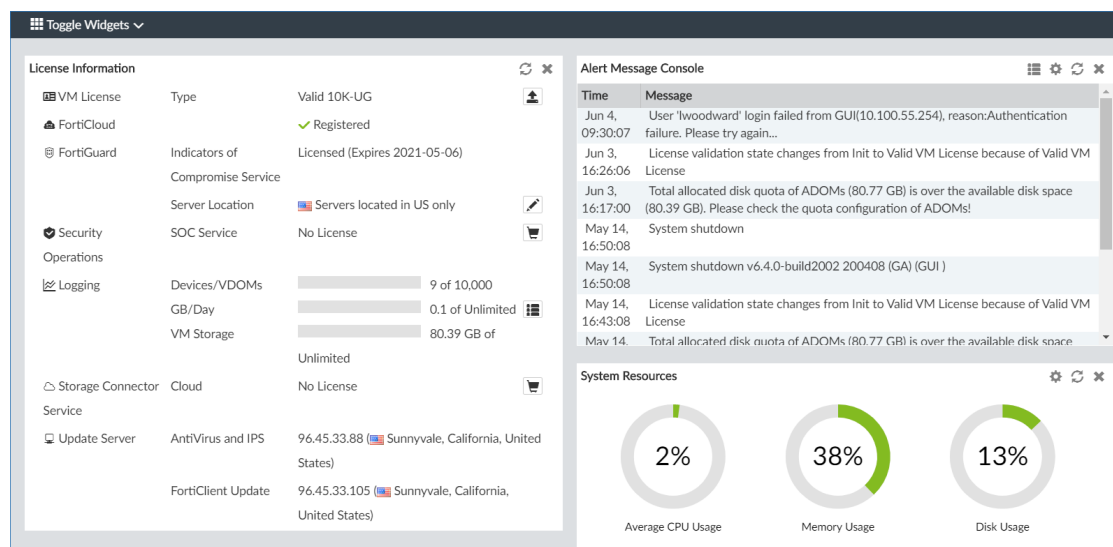 Toggle Widgets
License Information
VM License Type Valid 10K-UG
FortiCloud Registered
FortiGuard Indicators of Licensed (Expires 2021-05-06)
Compromise Service
Server Location Servers located in US only
Security SOC Service No License
Operations
Logging Devices/VDOMs 9 of 10,000
GB/Day 0.1 of Unlimited
VM Storage 80.39 GB of
Unlimited
Storage Connector Cloud No License
Service
Update Server AntiVirus and IPS 96.45.33.88 ( Sunnyvale, California, United
States)
FortiClient Update 96.45.33.105 ( Sunnyvale, California,
United States)
Alert Message Console
Time Message
Jun 4, User 'lwoodward' login failed from GUI(10.100.55.254), reason:Authentication
09:30:07 failure. Please try again...
Jun 3, License validation state changes from Init to Valid VM License because of Valid VM
16:26:06 License
Jun 3, Total allocated disk quota of ADOMs (80.77 GB) is over the available disk space
16:17:00 (80.39 GB). Please check the quota configuration of ADOMs!
May 14, System shutdown
16:50:08
May 14, System shutdown v6.4.0-build2002 200408 (GA) (GUI )
16:50:08
May 14, License validation state changes from Init to Valid VM License because of Valid VM
16:43:08 License
May 14, Total allocated disk quota of ADOMs (80.77 GB) is over the available disk space
System Resources
2% 38% 13%
Average CPU Usage Memory Usage Disk Usage